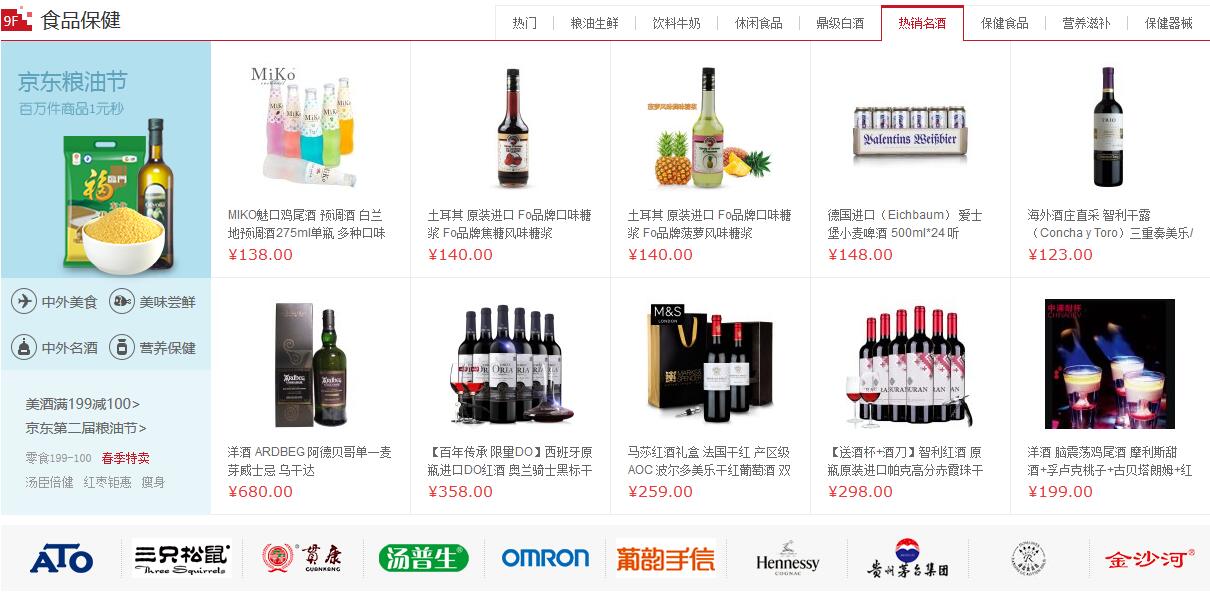 9F 食品保健
热门 粮油生鲜 饮料牛奶 休闲食品 鼎级白酒 热销名酒 保健食品 营养滋补 保健器械
京东粮油节
百万件商品1元秒
福
中外美食 美味尝鲜
中外名酒 营养保健
美酒满199减100>
京东第二届粮油节>
零食199-100 春季特卖
汤臣倍健 红枣钜惠 瘦身
MiKo
MIKO魅口鸡尾酒 预调酒 白兰
地预调酒275ml单瓶 多种口味
¥138.00
土耳其 原装进口 Fo品牌口味糖
浆 Fo品牌焦糖风味糖浆
¥140.00
菠萝风味调味糖浆
土耳其 原装进口 Fo品牌口味糖
浆 Fo品牌菠萝风味糖浆
¥140.00
Valentins Weißbier
德国进口（Eichbaum） 爱士
堡小麦啤酒 500ml*24 听
¥148.00
TRIO
海外酒庄直采 智利干露
（Concha y Toro）三重奏美乐/
¥123.00
ARDBEG
洋酒 ARDBEG 阿德贝哥单一麦
芽威士忌 乌干达
¥680.00
ORIA
【百年传承 限量DO】西班牙原
瓶进口DO红酒 奥兰骑士黑标干
¥358.00
M&S
LONDON
MARKS&
SPENCER
马莎红酒礼盒 法国干红 产区级
AOC 波尔多美乐干红葡萄酒 双
¥259.00
【送酒杯+酒刀】智利红酒 原
瓶原装进口帕克高分赤霞珠干
¥298.00
洋酒 脑震荡鸡尾酒 摩利斯甜
酒+孚卢克桃子+古贝塔朗姆+红
¥199.00
ATO
三只松鼠
Three Squirrels
贯康
GUANKANG
汤普生
OMRON
葡韵手信
Hennessy
COGNAC
贵州茅台集团
金沙河